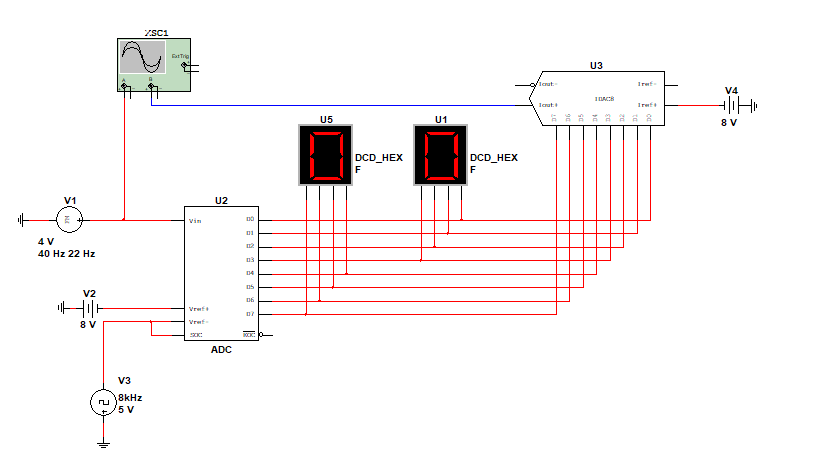 XSC1
Ext Trig
A
B
U3
Iout-
Iout+
IDAC8
Iref-
Iref+
D7 D6 D5 D4 D3 D2 D1 D0
V4
8 V
U5
DCD_HEX
F
U1
DCD_HEX
F
V1
FM
4 V
40 Hz 22 Hz
U2
Vin
D0
D1
D2
D3
D4
D5
D6
D7
Vref+
Vref-
SOC
EOC
ADC
V2
8 V
V3
8kHz
5 V